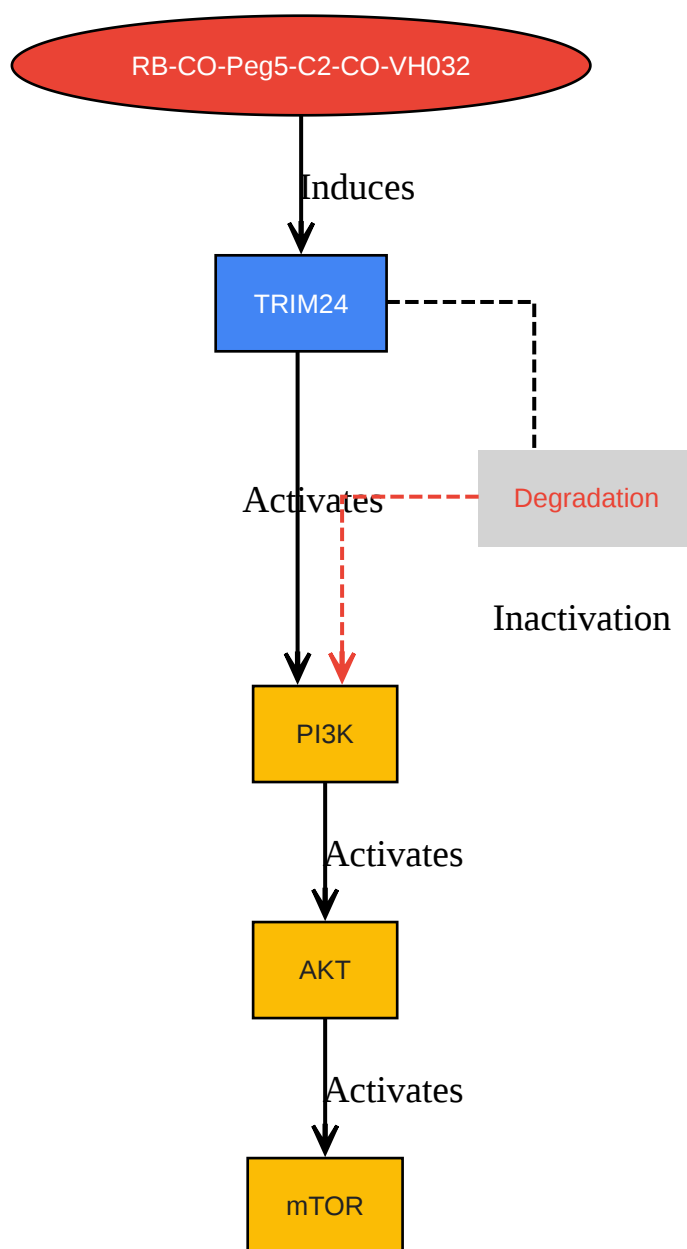 RB-CO-Peg5-C2-CO-VH032
Induces
TRIM24
Activates
Degradation
Inactivation
PI3K
Activates
AKT
Activates
mTOR